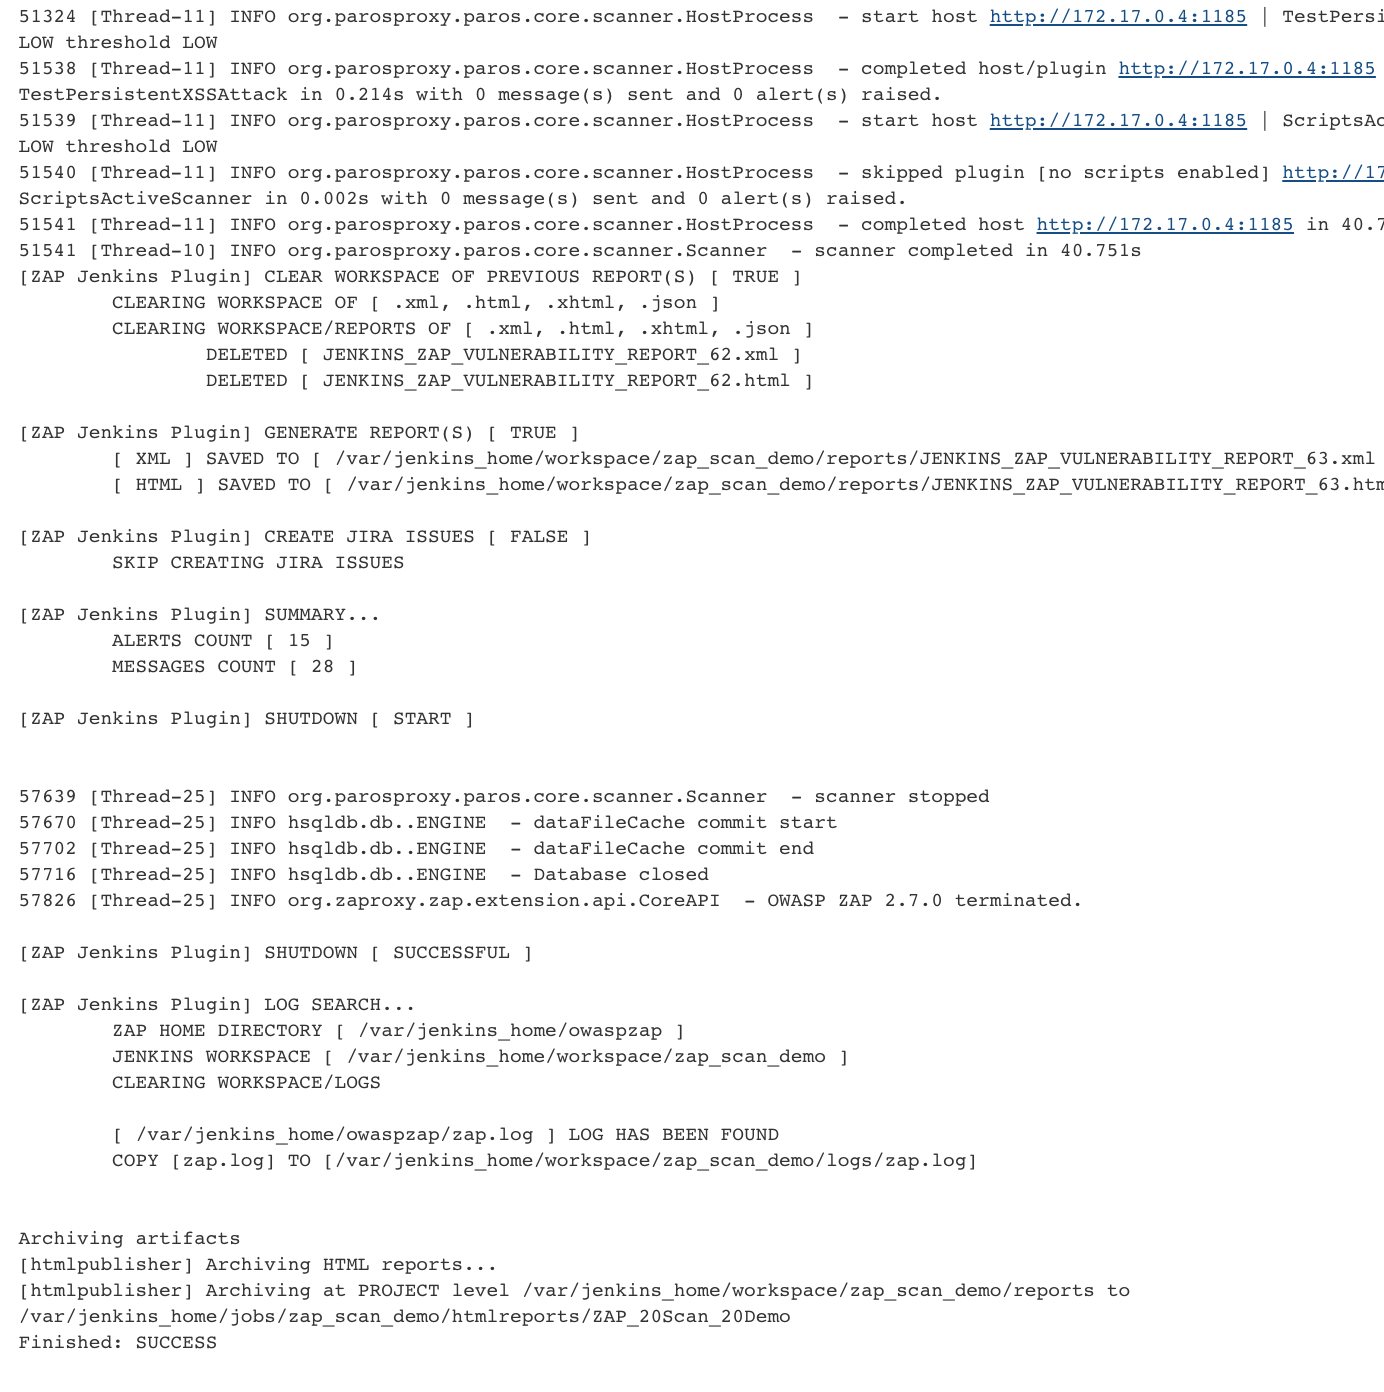 51324 [Thread-11] INFO org.parosproxy.paros.core.scanner.HostProcess  - start host http://172.17.0.4:1185 |
LOW threshold LOW
51538 [Thread-11] INFO org.parosproxy.paros.core.scanner.HostProcess  - completed host/plugin http://172.17.0.4:1185
TestPersistentXSSAttack in 0.214s with 0 message(s) sent and 0 alert(s) raised.
51539 [Thread-11] INFO org.parosproxy.paros.core.scanner.HostProcess  - start host http://172.17.0.4:1185 |
LOW threshold LOW
51540 [Thread-11] INFO org.parosproxy.paros.core.scanner.HostProcess  - skipped plugin [no scripts enabled]
ScriptsActiveScanner in 0.002s with 0 message(s) sent and 0 alert(s) raised.
51541 [Thread-11] INFO org.parosproxy.paros.core.scanner.HostProcess  - completed host http://172.17.0.4:1185 in
51541 [Thread-10] INFO org.parosproxy.paros.core.scanner.Scanner  - scanner completed in 40.751s
[ZAP Jenkins Plugin] CLEAR WORKSPACE OF PREVIOUS REPORT(S) [ TRUE ]
CLEARING WORKSPACE OF [ .xml, .html, .xhtml, .json ]
CLEARING WORKSPACE/REPORTS OF [ .xml, .html, .xhtml, .json ]
DELETED [ JENKINS_ZAP_VULNERABILITY_REPORT_62.xml ]
DELETED [ JENKINS_ZAP_VULNERABILITY_REPORT_62.html ]
[ZAP Jenkins Plugin] GENERATE REPORT(S) [ TRUE ]
[ XML ] SAVED TO [ /var/jenkins_home/workspace/zap_scan_demo/reports/JENKINS_ZAP_VULNERABILITY_REPORT_63.xml
[ HTML ] SAVED TO [ /var/jenkins_home/workspace/zap_scan_demo/reports/JENKINS_ZAP_VULNERABILITY_REPORT_63.htm
[ZAP Jenkins Plugin] CREATE JIRA ISSUES [ FALSE ]
SKIP CREATING JIRA ISSUES
[ZAP Jenkins Plugin] SUMMARY...
ALERTS COUNT [ 15 ]
MESSAGES COUNT [ 28 ]
[ZAP Jenkins Plugin] SHUTDOWN [ START ]
57639 [Thread-25] INFO org.parosproxy.paros.core.scanner.Scanner  - scanner stopped
57670 [Thread-25] INFO hsqldb.db..ENGINE  - dataFileCache commit start
57702 [Thread-25] INFO hsqldb.db..ENGINE  - dataFileCache commit end
57716 [Thread-25] INFO hsqldb.db..ENGINE  - Database closed
57826 [Thread-25] INFO org.zaproxy.zap.extension.api.CoreAPI  - OWASP ZAP 2.7.0 terminated.
[ZAP Jenkins Plugin] SHUTDOWN [ SUCCESSFUL ]
[ZAP Jenkins Plugin] LOG SEARCH...
ZAP HOME DIRECTORY [ /var/jenkins_home/owaspzap ]
JENKINS WORKSPACE [ /var/jenkins_home/workspace/zap_scan_demo ]
CLEARING WORKSPACE/LOGS
[ /var/jenkins_home/owaspzap/zap.log ] LOG HAS BEEN FOUND
COPY [zap.log] TO [/var/jenkins_home/workspace/zap_scan_demo/logs/zap.log]
Archiving artifacts
[htmlpublisher] Archiving HTML reports...
[htmlpublisher] Archiving at PROJECT level /var/jenkins_home/workspace/zap_scan_demo/reports to
/var/jenkins_home/jobs/zap_scan_demo/htmlreports/ZAP_20Scan_20Demo
Finished: SUCCESS